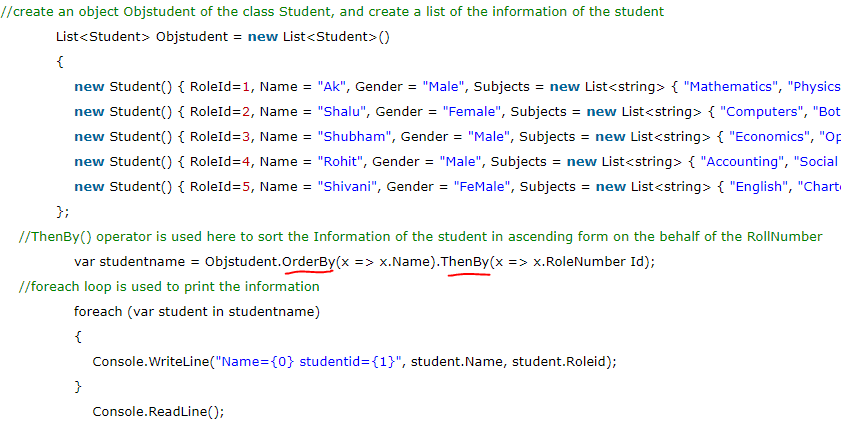 //create an object Objstudent of the class Student, and create a list of the information of the student
List<Student> Objstudent = new List<Student>()
{
new Student() { RoleId=1, Name = "Ak", Gender = "Male", Subjects = new List<string> { "Mathematics", "Physics
new Student() { RoleId=2, Name = "Shalu", Gender = "Female", Subjects = new List<string> { "Computers", "Bot
new Student() { RoleId=3, Name = "Shubham", Gender = "Male", Subjects = new List<string> { "Economics", "Op
new Student() { RoleId=4, Name = "Rohit", Gender = "Male", Subjects = new List<string> { "Accounting", "Social
new Student() { RoleId=5, Name = "Shivani", Gender = "FeMale", Subjects = new List<string> { "English", "Chart
};
//ThenBy() operator is used here to sort the Information of the student in ascending form on the behalf of the RollNumber
var studentname = Objstudent.OrderBy(x => x.Name).ThenBy(x => x.RoleNumber Id);
//foreach loop is used to print the information
foreach (var student in studentname)
{
Console.WriteLine("Name={0} studentid={1}", student.Name, student.Roleid);
}
Console.ReadLine();